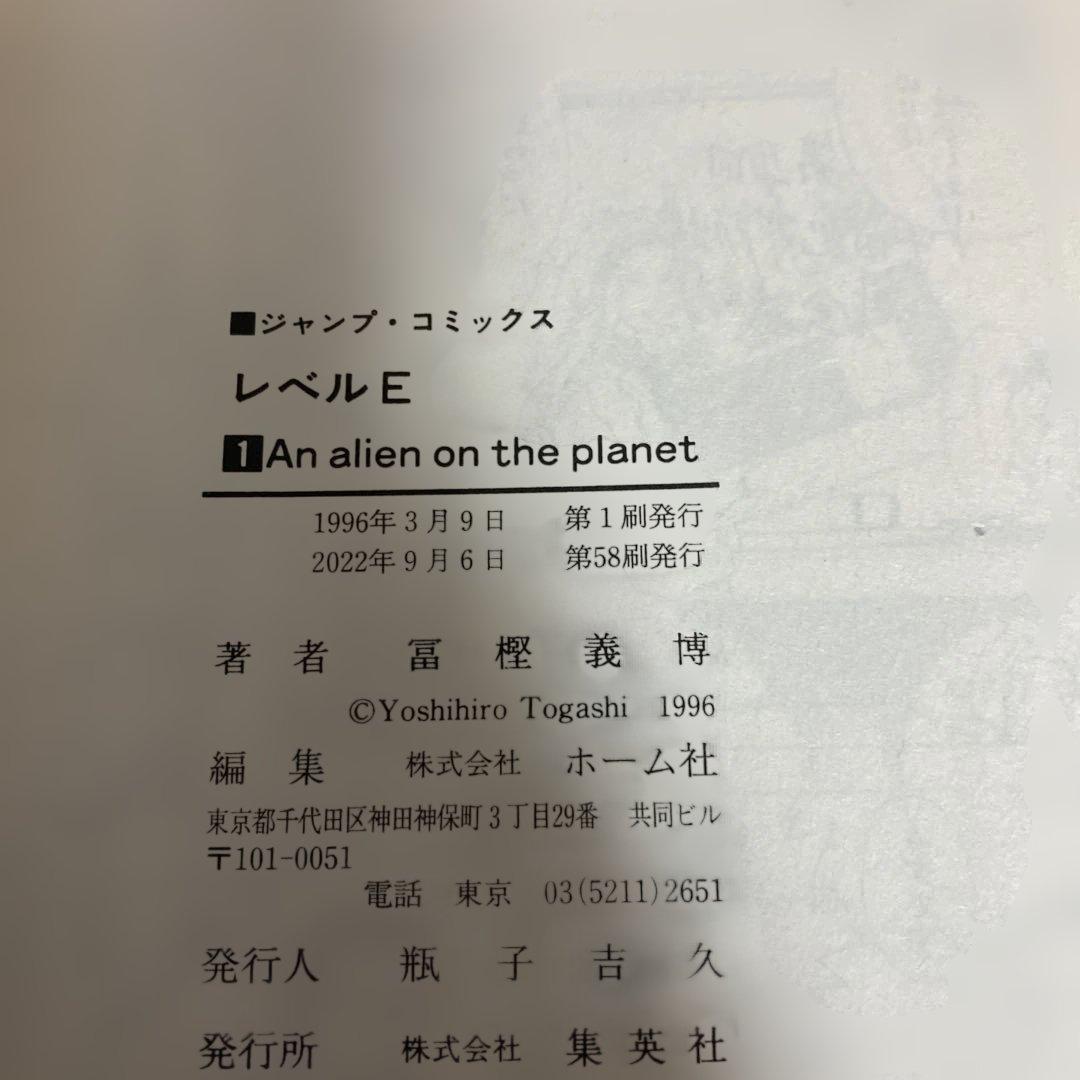 ■ジャンプ・コミックス
レベルE
1 An alien on the planet
1996年3月9日　第1刷発行
2022年9月6日　第58刷発行
著者　冨樫義博
©Yoshihiro Togashi 1996
編集　株式会社　ホーム社
東京都千代田区神田神保町3丁目29番　共同ビル
〒101-0051
電話　東京　03(5211)2651
発行人　瓶子吉久
発行所　株式会社　集英社